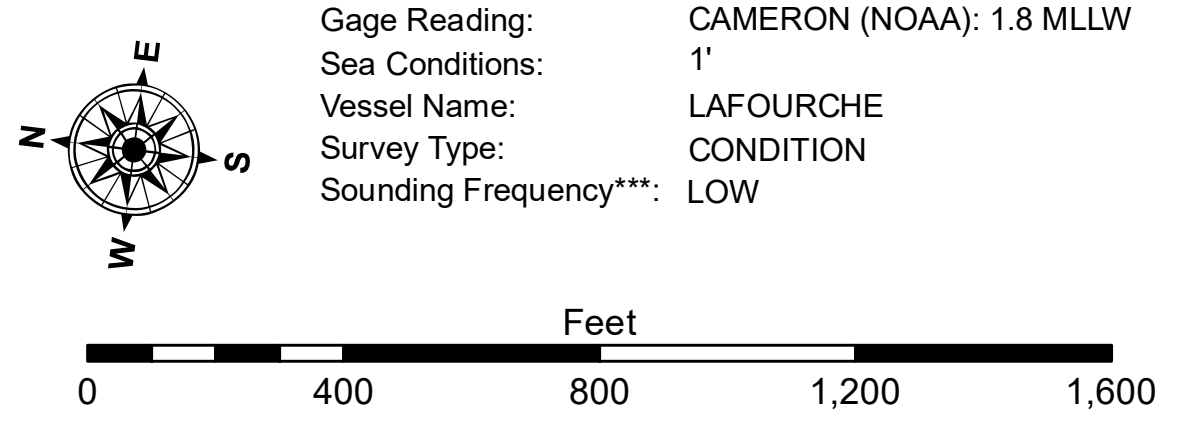 Gage Reading: CAMERON (NOAA): 1.8 MLLW
Sea Conditions: 1'
Vessel Name: LAFOURCHE
Survey Type: CONDITION
Sounding Frequency***: LOW
E
N
S
W
Feet
0 400 800 1,200 1,600